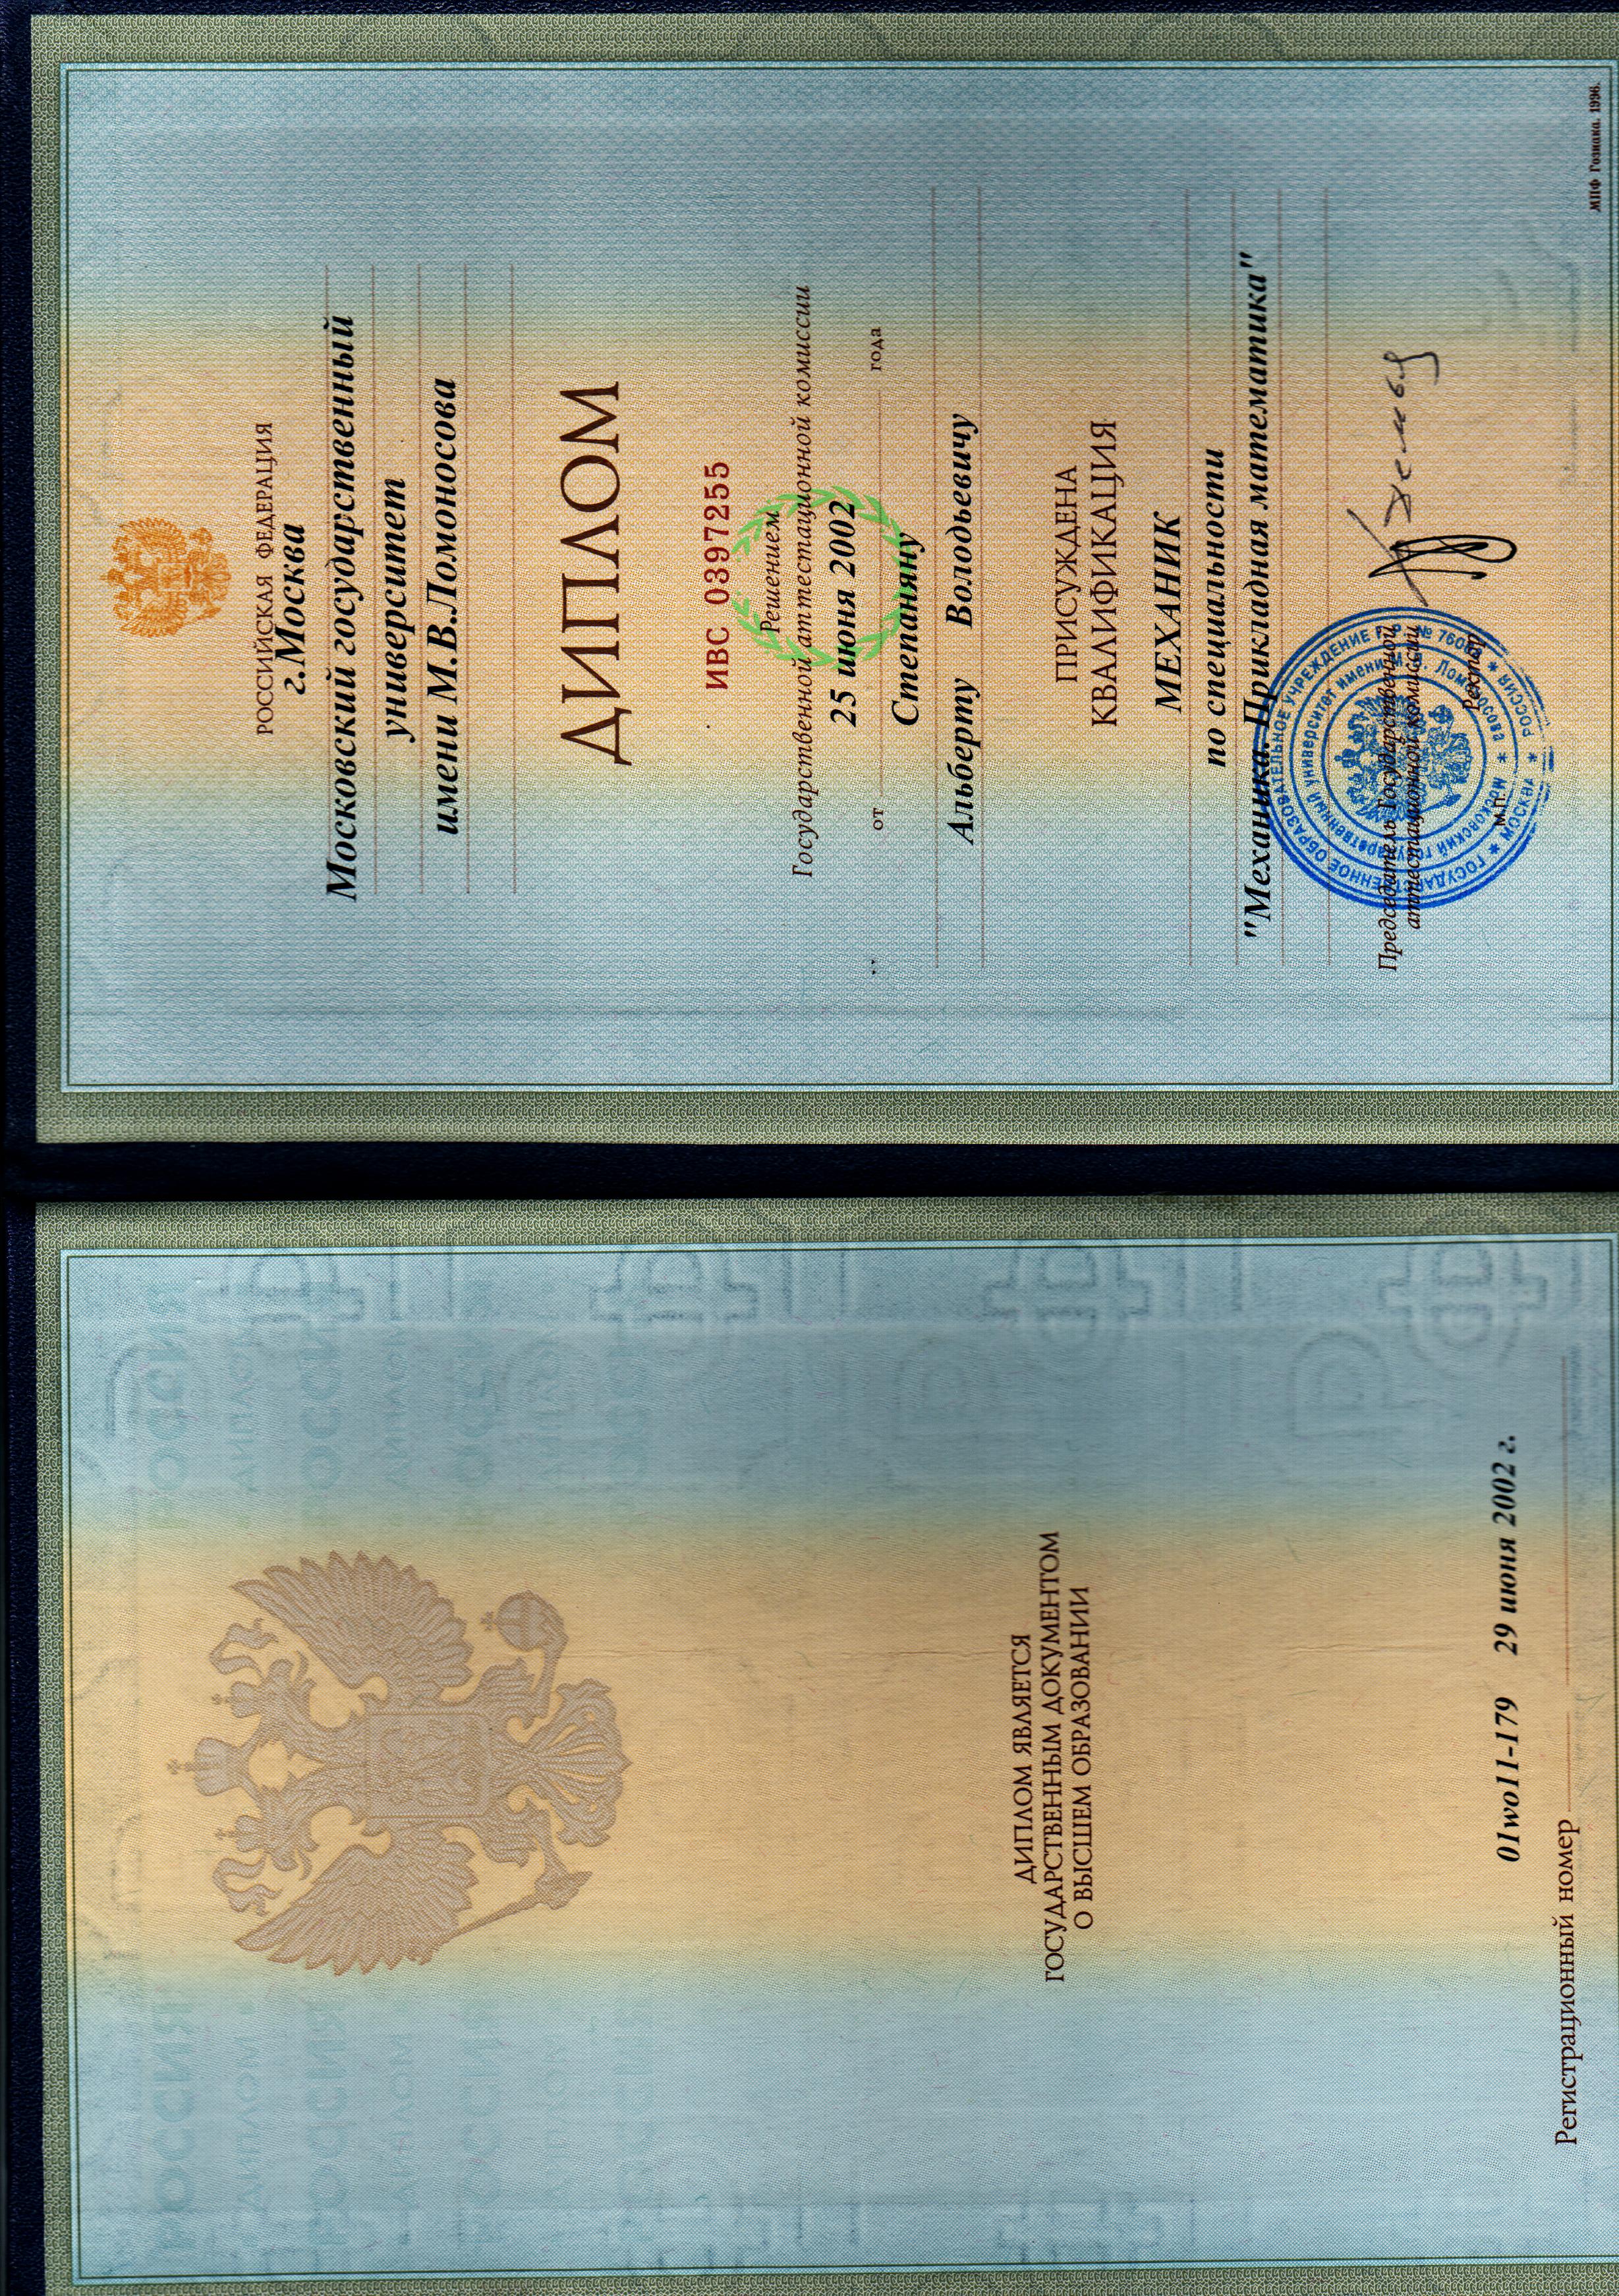 РОССИЯ РОССИЯ
• ДИПЛОМ • • ДИПЛОМ •
РОССИЯ РОССИЯ
• ДИПЛОМ • ДИПЛОМ
РОССИЯ РОССИЯ
• ДИПЛОМ • ДИПЛОМ •
РОССИЯ РОССИЯ
ДИПЛОМ ЯВЛЯЕТСЯ
ГОСУДАРСТВЕННЫМ ДОКУМЕНТОМ
О ВЫСШЕМ ОБРАЗОВАНИИ
01wo11-179 29 июня 2002 г.
Регистрационный номер
РОССИЙСКАЯ ФЕДЕРАЦИЯ
г.Москва
Московский государственный
университет
имени М.В.Ломоносова
ДИПЛОМ
ИВС 0397255
Решением
Государственной аттестационной комиссии
25 июня 2002
от года
Степаняну
Альберту Володьевичу
ПРИСУЖДЕНА
КВАЛИФИКАЦИЯ
МЕХАНИК
по специальности
"Механика. Прикладная математика"
ГОСУДАРСТВЕННОЕ ОБРАЗОВАТЕЛЬНОЕ УЧРЕЖДЕНИЕ
* МОСКВА * РОССИЯ *
Московский государственный университет имени Ломоносова *
Председатель Государственной
аттестационной комиссии
Ректор
М.П.
МПФ Гознака. 1996.